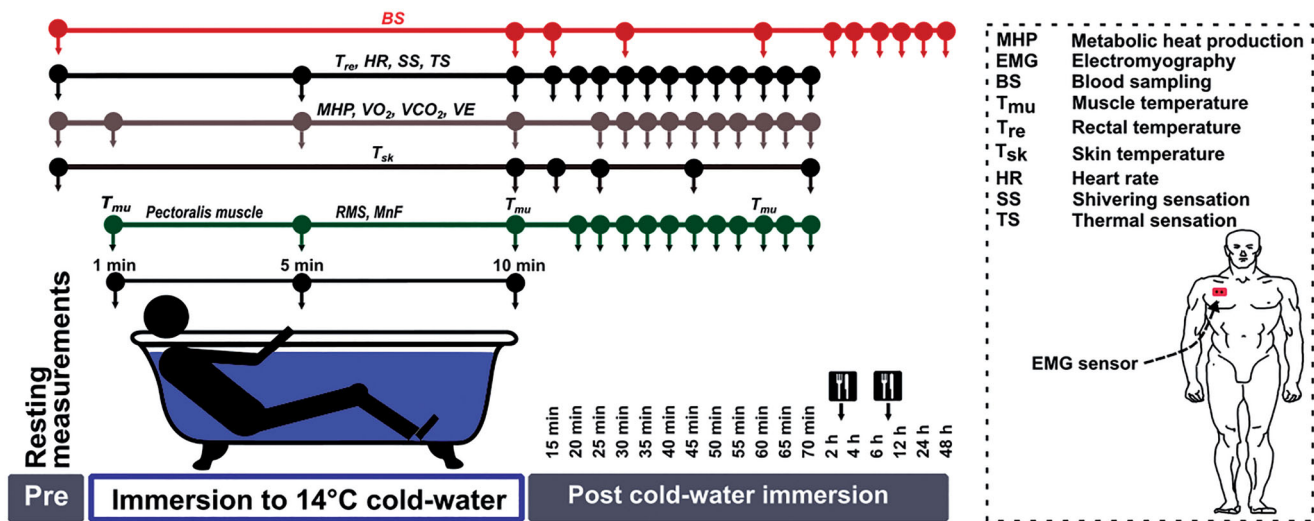 BS
Tre, HR, SS, TS
MHP, VO2, VCO2, VE
Tsk
Tmu Pectoralis muscle RMS, MnF Tmu Tmu
1 min 5 min 10 min
Resting
measurements
15 min
20 min
25 min
30 min
35 min
40 min
45 min
50 min
55 min
60 min
65 min
70 min
2 h
4 h
6 h
12 h
24 h
48 h
Pre
Immersion to 14°C cold-water
Post cold-water immersion
MHP Metabolic heat production
EMG Electromyography
BS Blood sampling
Tmu Muscle temperature
Tre Rectal temperature
Tsk Skin temperature
HR Heart rate
SS Shivering sensation
TS Thermal sensation
EMG sensor